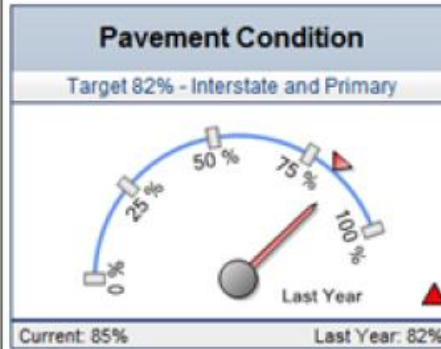 Pavement Condition
Target 82% - Interstate and Primary
0 %
25 %
50 %
75 %
100 %
Last Year
Current: 85%
Last Year: 82%